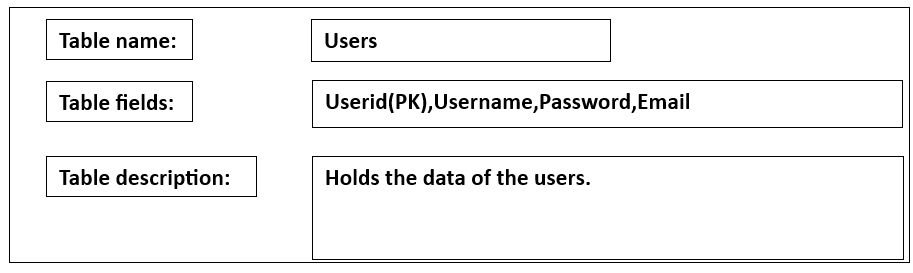 Table name: Users
Table fields: Userid(PK),Username,Password,Email
Table description: Holds the data of the users.